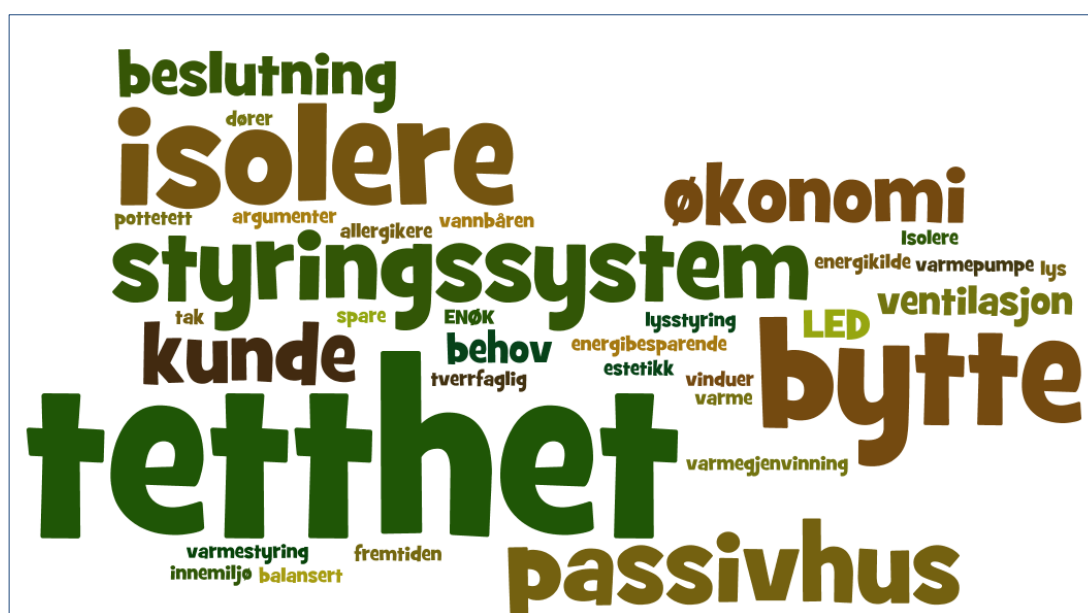 beslutning
dører
isolere
økonomi
pottetett argumenter allergikere vannbåren
Isolere
styringssystem
energikilde varmepumpe lys
ventilasjon
tak spare ENØK lysstyring LED
kunde
behov
energibesparende
bytte
estetikk
tverrfaglig
vinduer
varme
tetthet
varmegjenvinning
passivhus
varmestyring fremtiden
innemiljø balansert